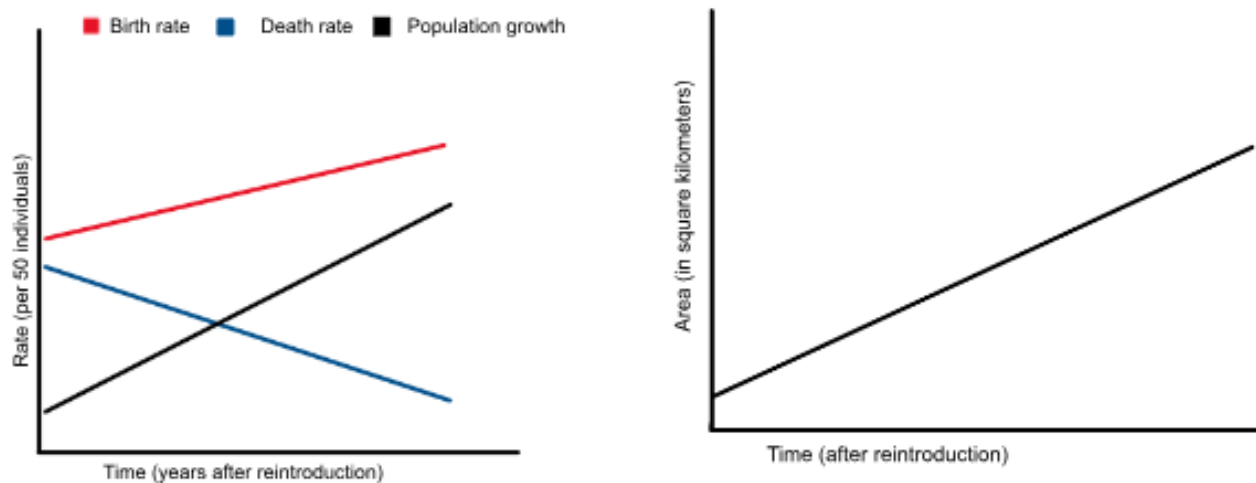 Birth rate Death rate Population growth
Rate (per 50 individuals)
Time (years after reintroduction)
Area (in square kilometers)
Time (after reintroduction)